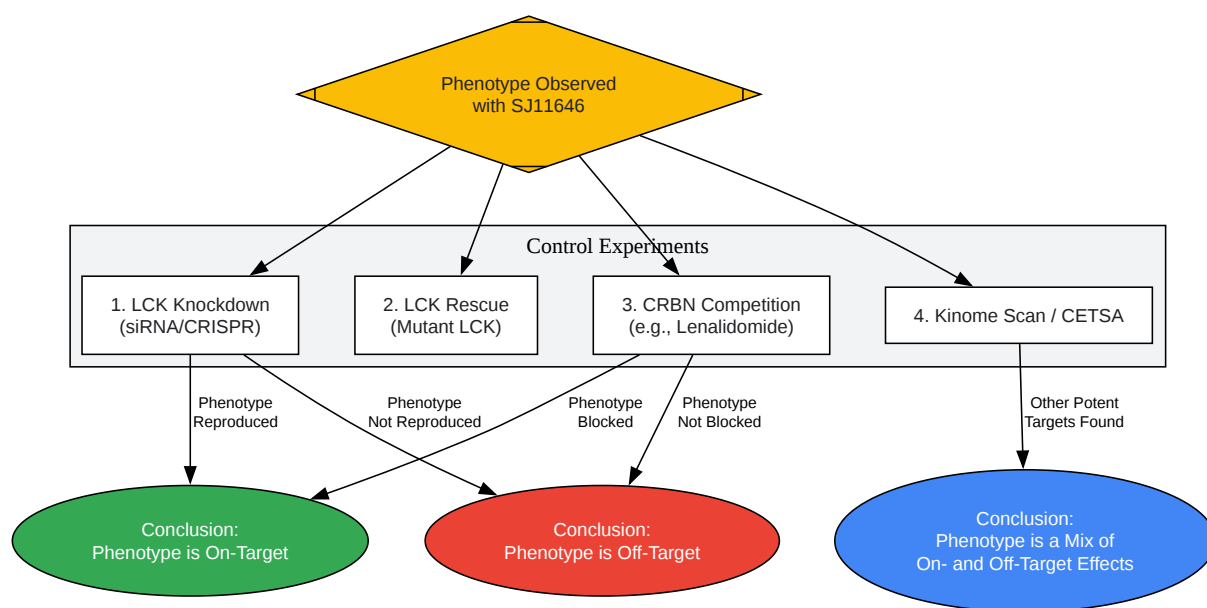 Phenotype Observed
with SJ11646
Control Experiments
1. LCK Knockdown
(siRNA/CRISPR)
2. LCK Rescue
(Mutant LCK)
3. CRBN Competition
(e.g., Lenalidomide)
4. Kinome Scan / CETSA
Phenotype
Reproduced
Phenotype
Not Reproduced
Phenotype
Blocked
Phenotype
Not Blocked
Other Potent
Targets Found
Conclusion:
Phenotype is On-Target
Conclusion:
Phenotype is Off-Target
Conclusion:
Phenotype is a Mix of
On- and Off-Target Effects